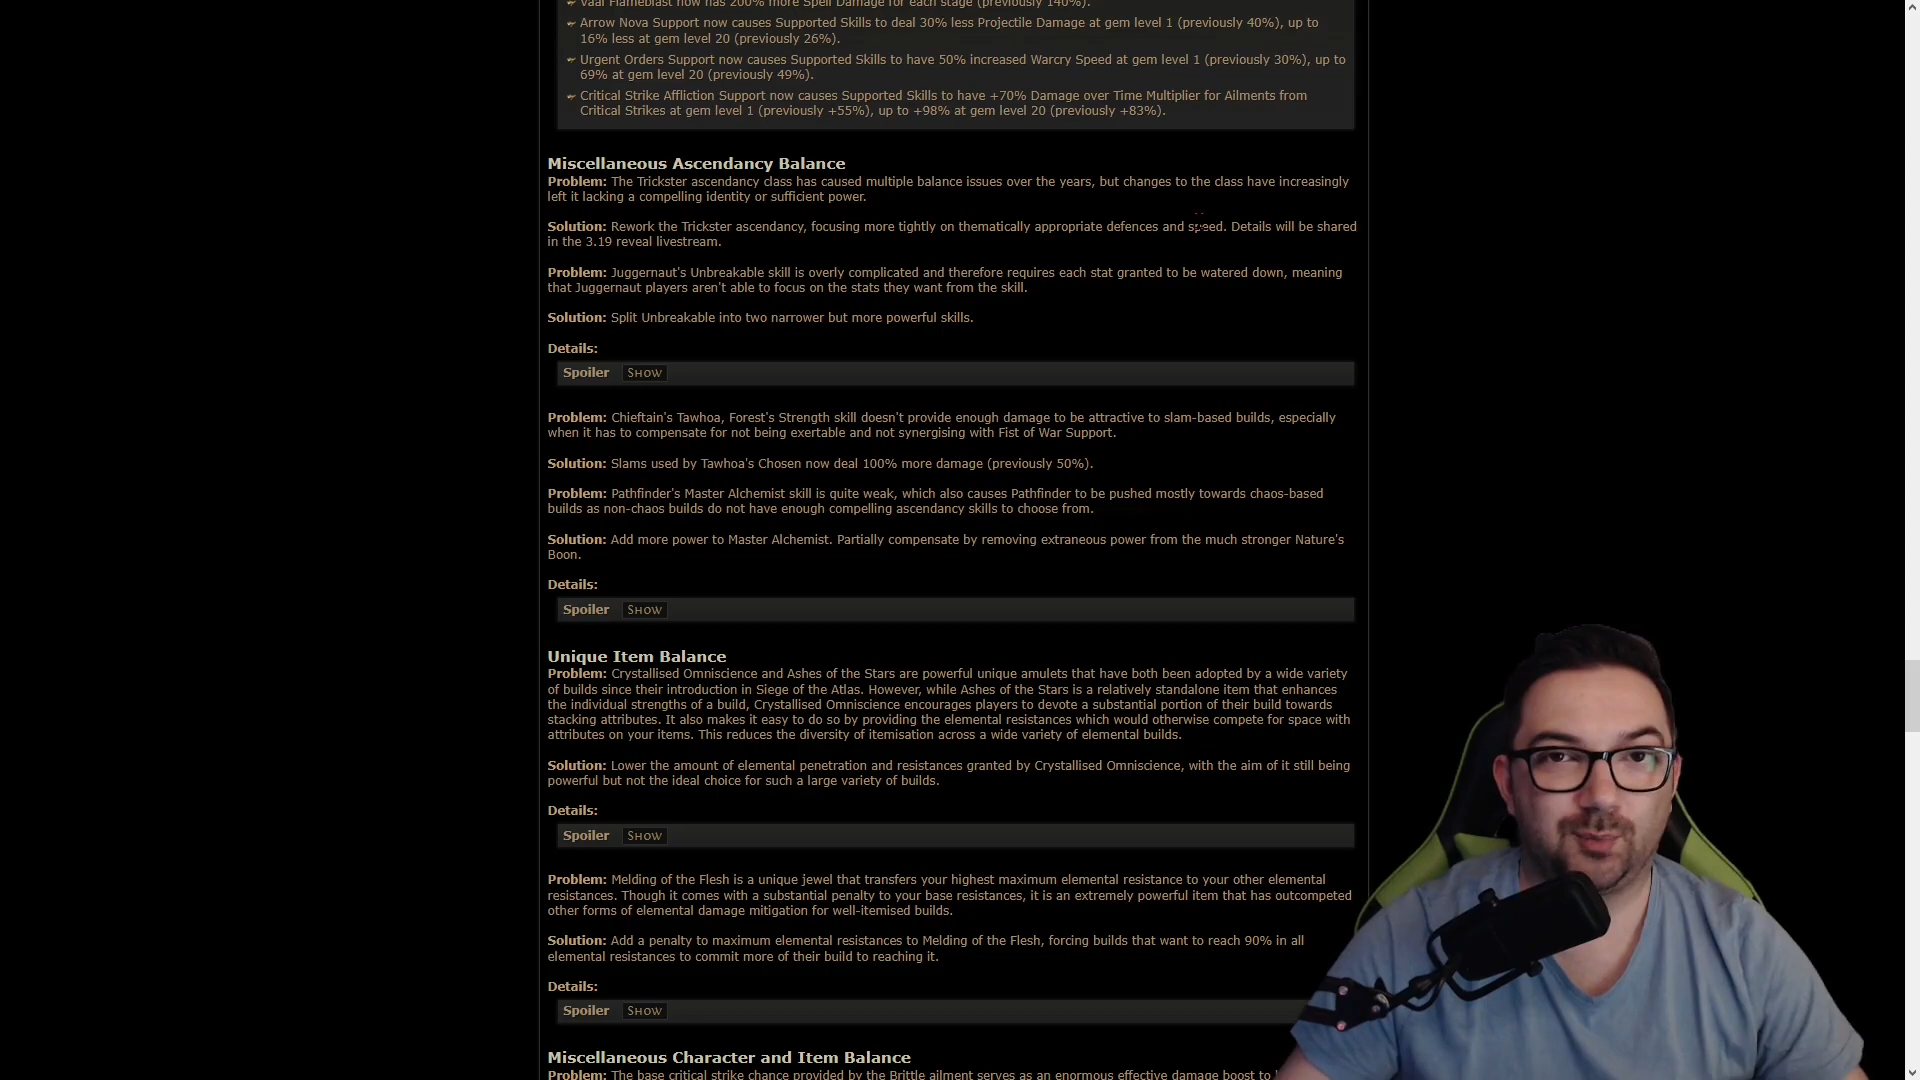 Vaal Flameblast now has 200% more Spell Damage for each stage (previously 140%).
Arrow Nova Support now causes Supported Skills to deal 30% less Projectile Damage at gem level 1 (previously 40%), up to
16% less at gem level 20 (previously 26%).
Urgent Orders Support now causes Supported Skills to have 50% increased Warcry Speed at gem level 1 (previously 30%), up to
69% at gem level 20 (previously 49%).
Critical Strike Affliction Support now causes Supported Skills to have +70% Damage over Time Multiplier for Ailments from
Critical Strikes at gem level 1 (previously +55%), up to +98% at gem level 20 (previously +83%).
Miscellaneous Ascendancy Balance
Problem: The Trickster ascendancy class has caused multiple balance issues over the years, but changes to the class have increasingly
left it lacking a compelling identity or sufficient power.
Solution: Rework the Trickster ascendancy, focusing more tightly on thematically appropriate defences and speed. Details will be shared
in the 3.19 reveal livestream.
Problem: Juggernaut's Unbreakable skill is overly complicated and therefore requires each stat granted to be watered down, meaning
that Juggernaut players aren't able to focus on the stats they want from the skill.
Solution: Split Unbreakable into two narrower but more powerful skills.
Details:
Spoiler Show
Problem: Chieftain's Tawhoa, Forest's Strength skill doesn't provide enough damage to be attractive to slam-based builds, especially
when it has to compensate for not being exertable and not synergising with Fist of War Support.
Solution: Slams used by Tawhoa's Chosen now deal 100% more damage (previously 50%).
Problem: Pathfinder's Master Alchemist skill is quite weak, which also causes Pathfinder to be pushed mostly towards chaos-based
builds as non-chaos builds do not have enough compelling ascendancy skills to choose from.
Solution: Add more power to Master Alchemist. Partially compensate by removing extraneous power from the much stronger Nature's
Boon.
Details:
Spoiler Show
Unique Item Balance
Problem: Crystallised Omniscience and Ashes of the Stars are powerful unique amulets that have both been adopted by a wide variety
of builds since their introduction in Siege of the Atlas. However, while Ashes of the Stars is a relatively standalone item that enhances
the individual strengths of a build, Crystallised Omniscience encourages players to devote a substantial portion of their build towards
stacking attributes. It also makes it easy to do so by providing the elemental resistances which would otherwise compete for space with
attributes on your items. This reduces the diversity of itemisation across a wide variety of elemental builds.
Solution: Lower the amount of elemental penetration and resistances granted by Crystallised Omniscience, with the aim of it still being
powerful but not the ideal choice for such a large variety of builds.
Details:
Spoiler Show
Problem: Melding of the Flesh is a unique jewel that transfers your highest maximum elemental resistance to your other elemental
resistances. Though it comes with a substantial penalty to your base resistances, it is an extremely powerful item that has outcompeted
other forms of elemental damage mitigation for well-itemised builds.
Solution: Add a penalty to maximum elemental resistances to Melding of the Flesh, forcing builds that want to reach 90% in all
elemental resistances to commit more of their build to reaching it.
Details:
Spoiler Show
Miscellaneous Character and Item Balance
Problem: The base critical strike chance provided by the Brittle ailment serves as an enormous effective damage boost to